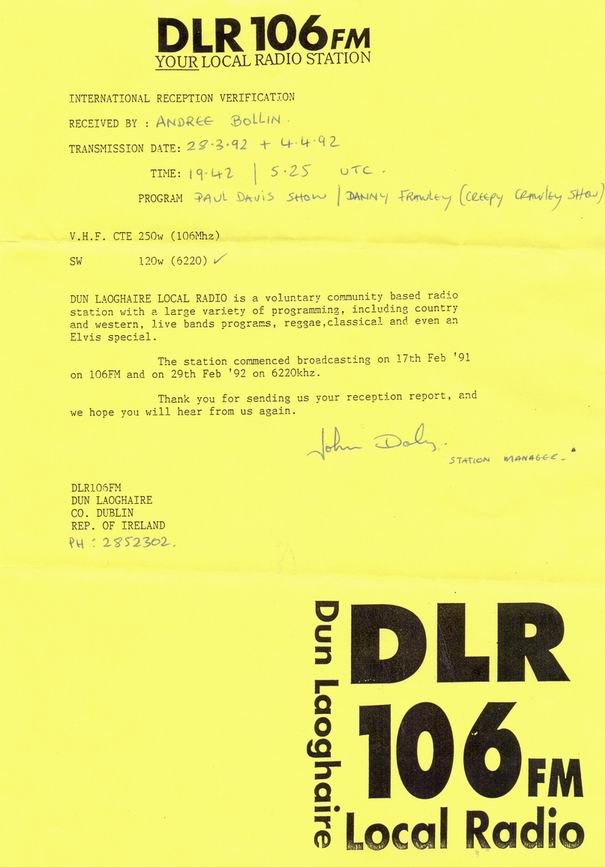 DLR 106 FM
YOUR LOCAL RADIO STATION
INTERNATIONAL RECEPTION VERIFICATION
RECEIVED BY : ANDREE BOLLIN.
TRANSMISSION DATE: 28.3.92 + 4.4.92
TIME: 19.42 | 5.25 UTC.
PROGRAM PAUL DAVIS SHOW | DANNY FRAWLEY (CREEPY CRAWLEY SHOW)
V.H.F. CTE 250w (106Mhz)
SW 120w (6220) ✓
DUN LAOGHAIRE LOCAL RADIO is a voluntary community based radio
station with a large variety of programming, including country
and western, live bands programs, reggae,classical and even an
Elvis special.
The station commenced broadcasting on 17th Feb '91
on 106FM and on 29th Feb '92 on 6220khz.
Thank you for sending us your reception report, and
we hope you will hear from us again.
John Daly.
STATION MANAGER.
DLR106FM
DUN LAOGHAIRE
CO. DUBLIN
REP. OF IRELAND
PH : 2852302.
Dun Laoghaire
DLR
106 FM
Local Radio